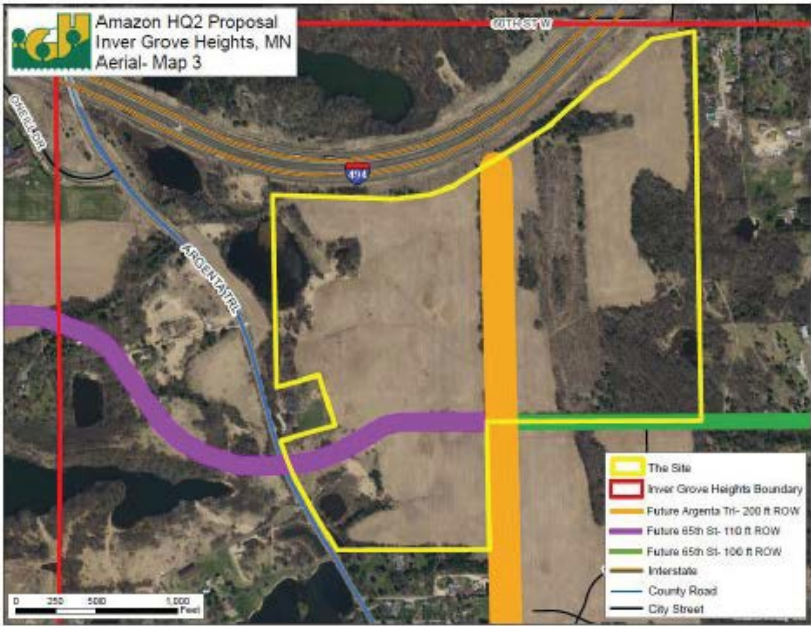 Amazon HQ2 Proposal
Inver Grove Heights, MN
Aerial- Map 3
60TH ST W
ONEILL DR
494
ARGENTA TRL
The Site
Inver Grove Heights Boundary
Future Argenta Trl- 200 ft ROW
Future 65th St- 110 ft ROW
Future 65th St- 100 ft ROW
Interstate
County Road
City Street
0 250 500 1,000
Feet